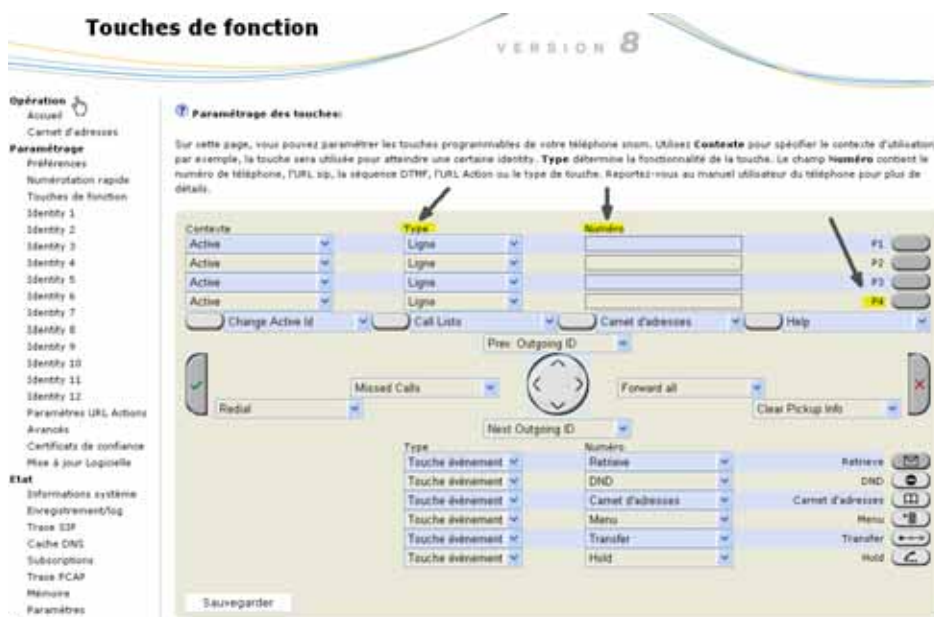 Touches de fonction
VERSION 8
Opération
Accueil
Carnet d'adresses
Paramétrage
Préférences
Numérotation rapide
Touches de fonction
Identity 1
Identity 2
Identity 3
Identity 4
Identity 5
Identity 6
Identity 7
Identity 8
Identity 9
Identity 10
Identity 11
Identity 12
Paramètres URL Actions
Avancés
Certificats de confiance
Mise à jour Logicielle
Etat
Informations système
Enregistrement/log
Trace SIP
Cache DNS
Subscriptions
Trace PCAP
Mémoire
Paramètres
Paramétrage des touches:
Sur cette page, vous pouvez paramétrer les touches programmables de votre téléphone snom. Utilisez Contexte pour spécifier le contexte d'utilisation
par exemple, la touche sera utilisée pour atteindre une certaine identity. Type détermine la fonctionnalité de la touche. Le champ Numéro contient le
numéro de téléphone, l'URL sip, la séquence DTMF, l'URL Action ou le type de touche. Reportez-vous au manuel utilisateur du téléphone pour plus de
détails.
Contexte Type Numéro
Active Ligne P1
Active Ligne P2
Active Ligne P3
Active Ligne P4
Change Active Id Call Lists Carnet d'adresses Help
Prev. Outgoing ID
Missed Calls Forward all
Redial Clear Pickup Info
Next Outgoing ID
Type Numéro
Touche évènement Retrieve Retrieve
Touche évènement DND DND
Touche évènement Carnet d'adresses Carnet d'adresses
Touche évènement Menu Menu
Touche évènement Transfer Transfer
Touche évènement Hold Hold
Sauvegarder